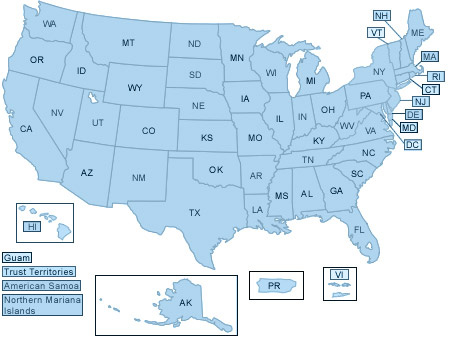 NH
WA
ME
VT
MT
ND
MN
OR
MA
ID
SD
WI
NY
RI
MI
WY
CT
PA
IA
NE
NJ
OH
NV
IL
IN
DE
UT
CA
CO
WV
MD
VA
KS
MO
KY
DC
NC
TN
OK
AZ
NM
AR
SC
MS
AL
GA
TX
LA
HI
FL
Guam
Trust Territories
VI
American Samoa
PR
Northern Mariana
Islands
AK